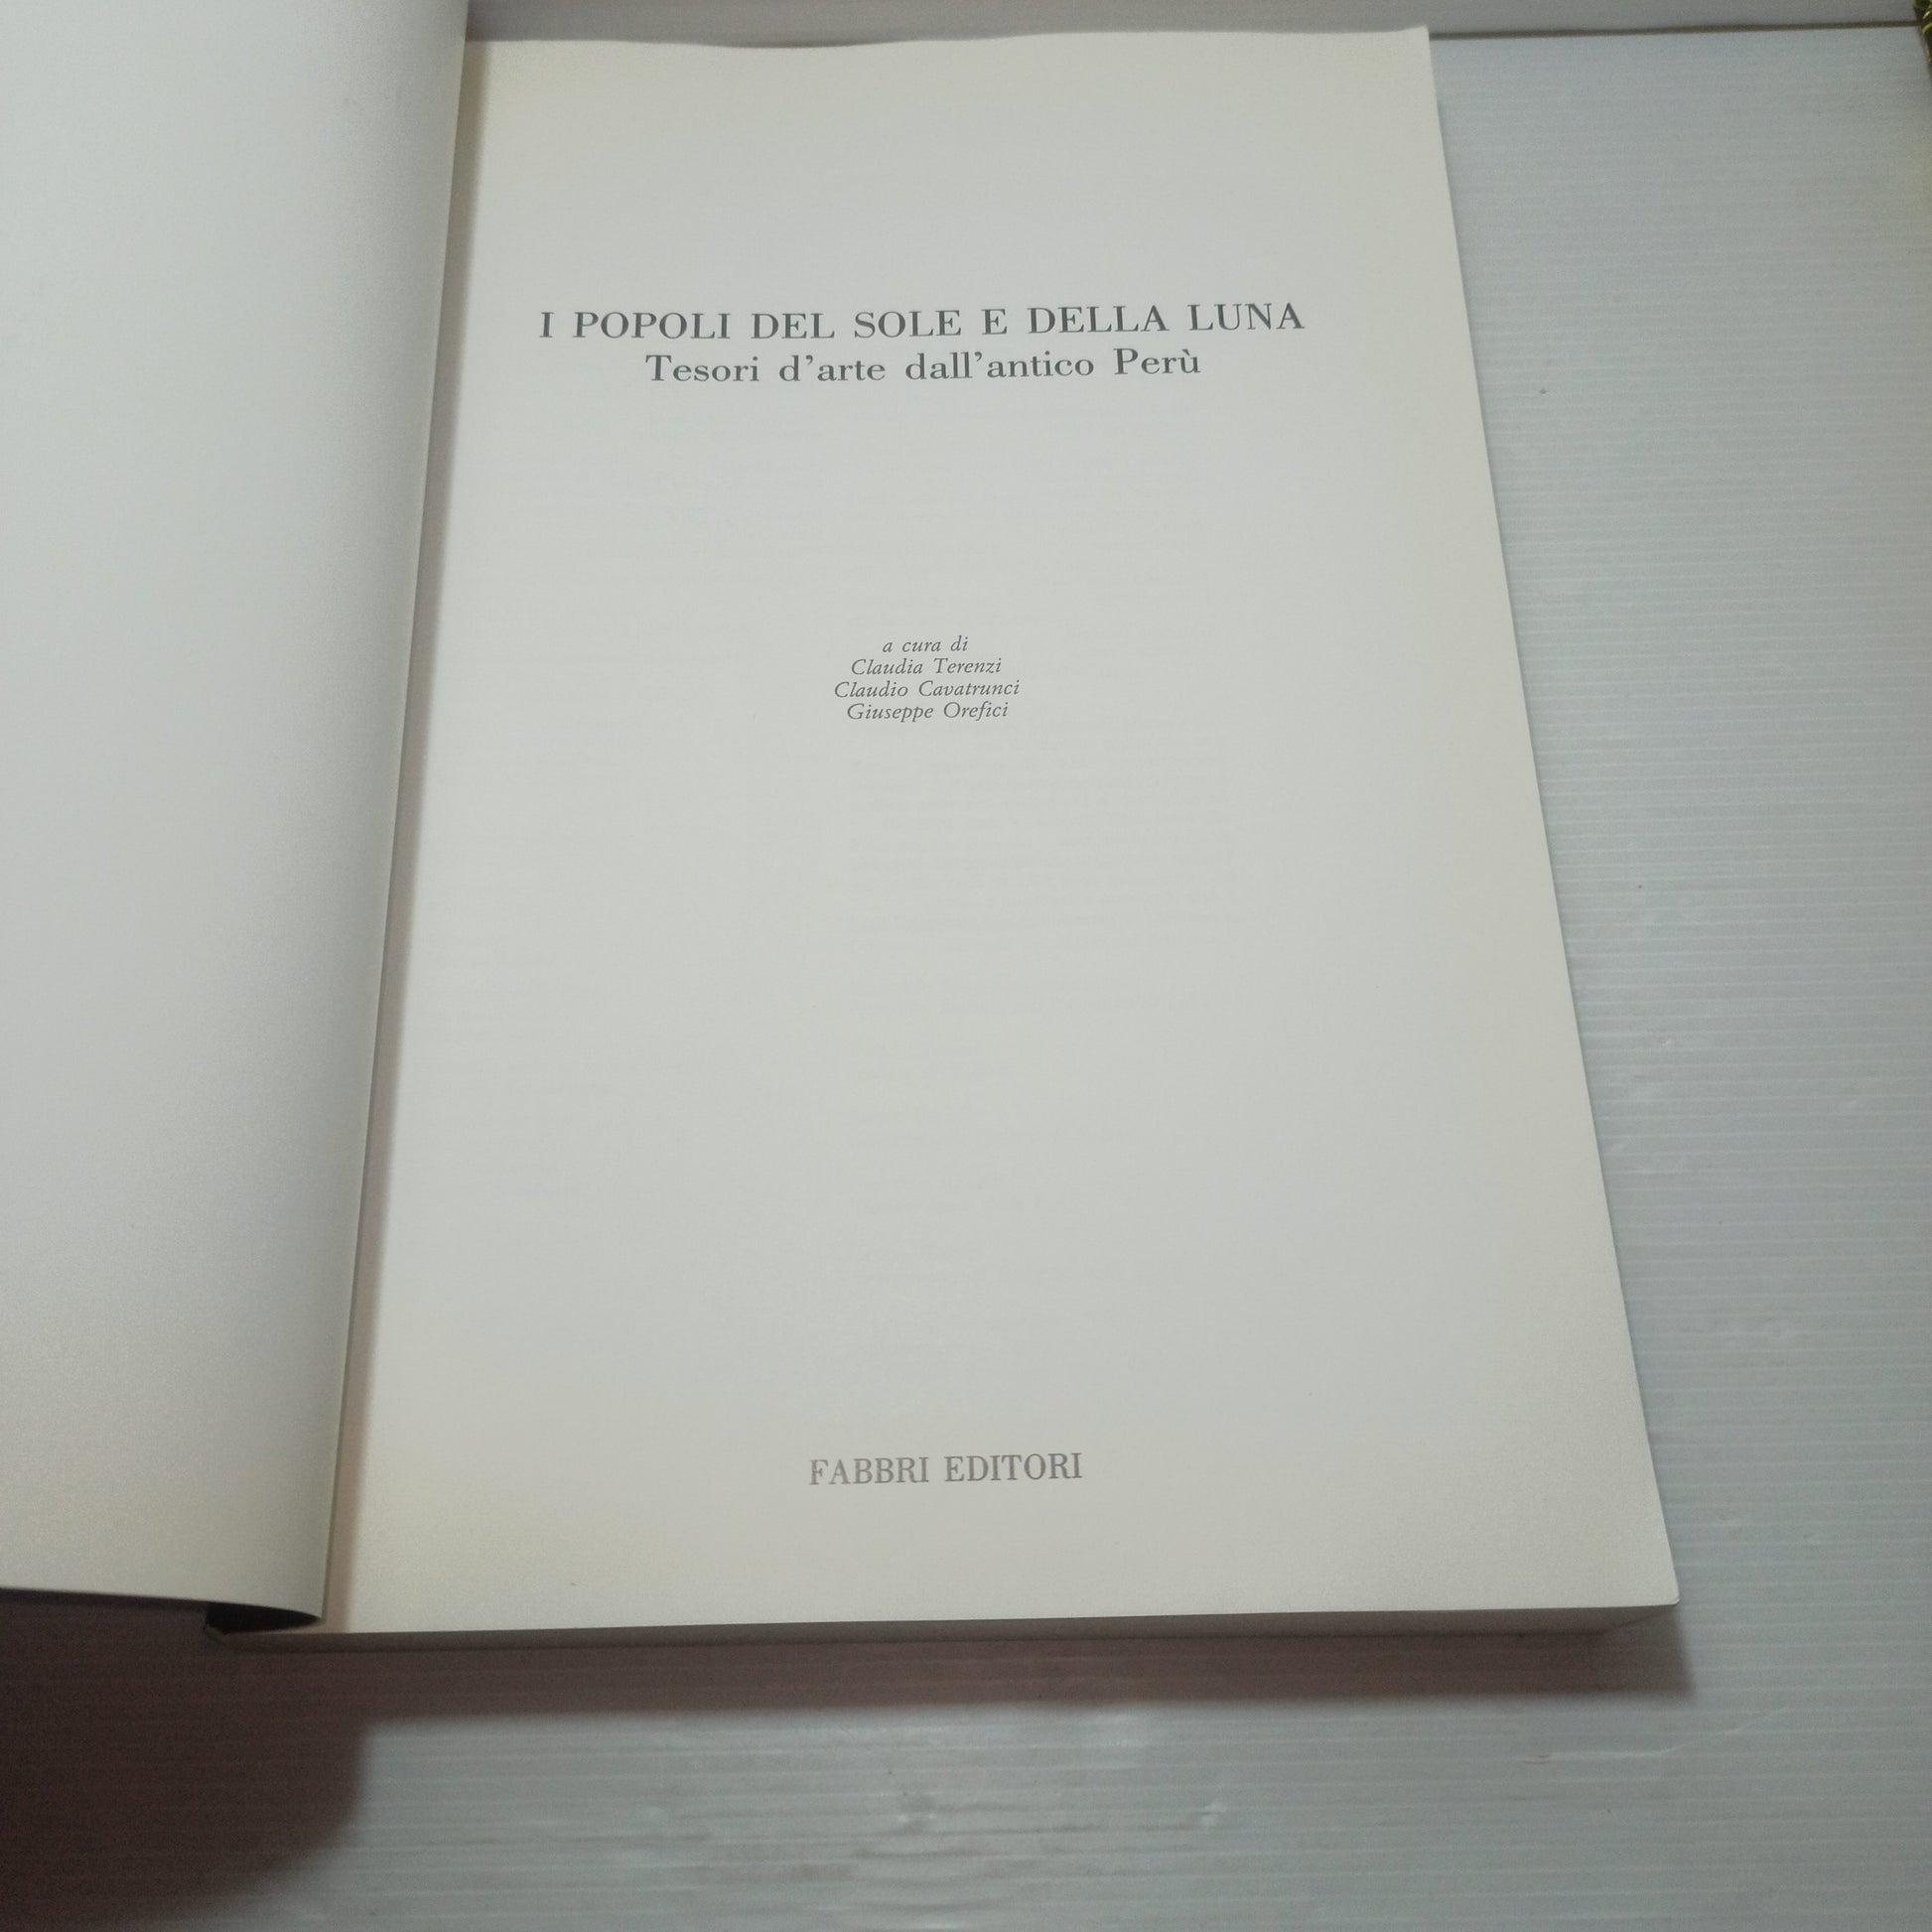 I POPOLI DEL SOLE E DELLA LUNA
Tesori d'arte dall'antico Perù
a cura di
Claudia Terenzi
Claudio Cavatrunci
Giuseppe Orefici
FABBRI EDITORI